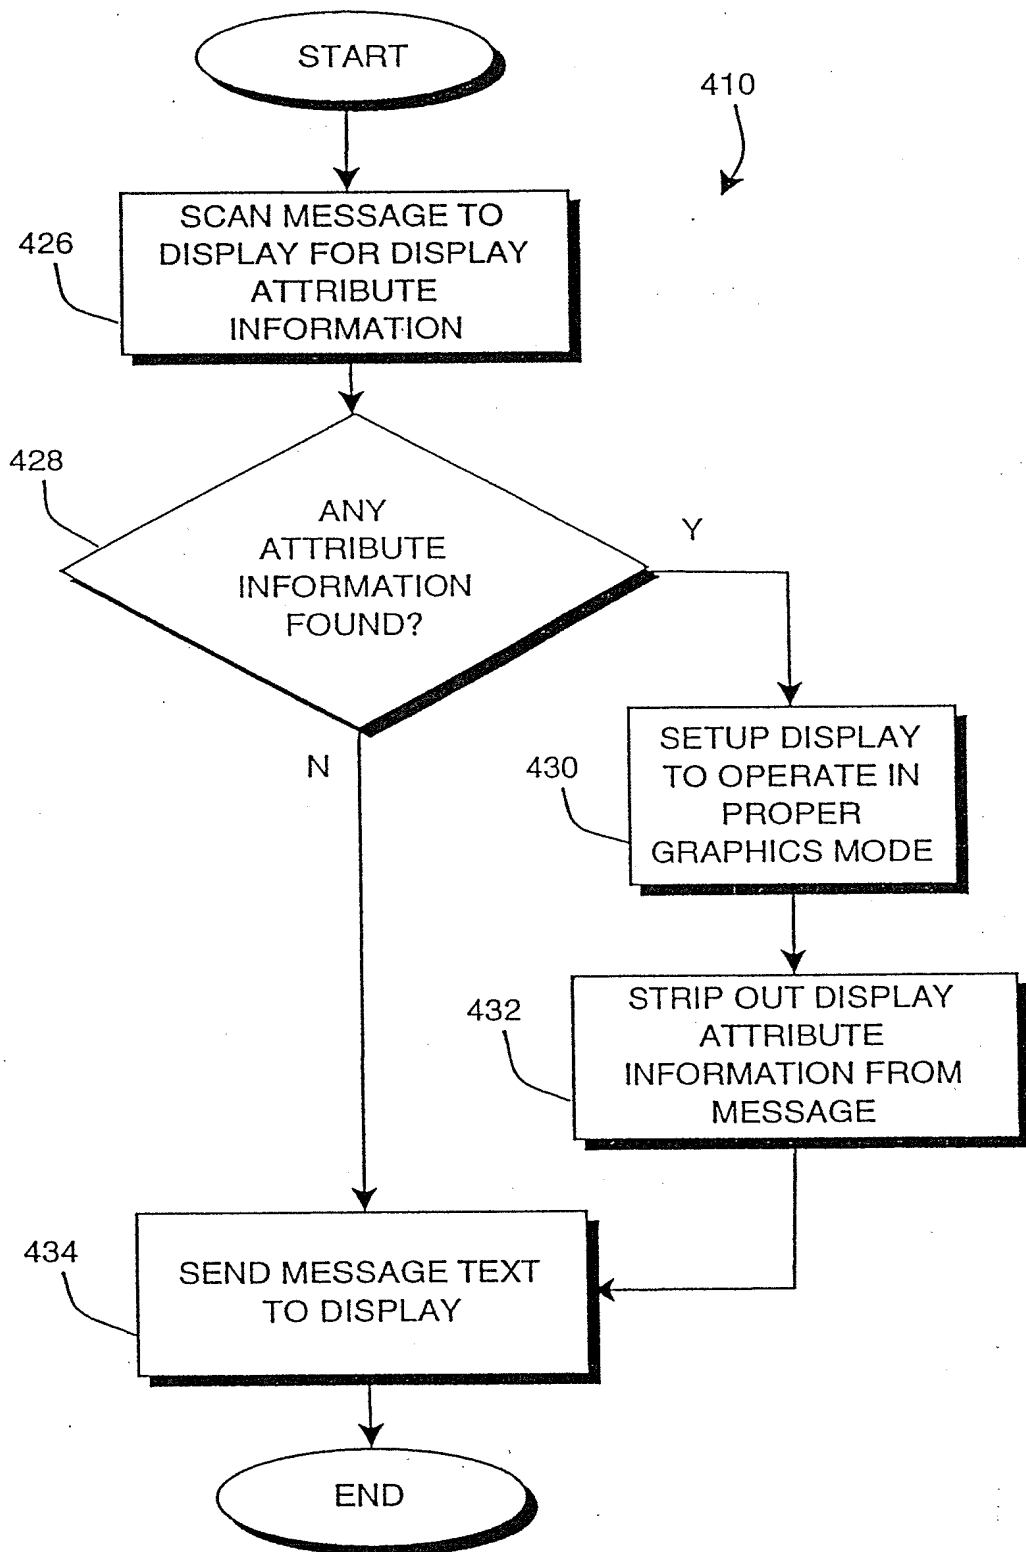 START
410
SCAN MESSAGE TO
DISPLAY FOR DISPLAY
ATTRIBUTE
INFORMATION
426
428
ANY
ATTRIBUTE
INFORMATION
FOUND?
Y
N
SETUP DISPLAY
TO OPERATE IN
PROPER
GRAPHICS MODE
430
STRIP OUT DISPLAY
ATTRIBUTE
INFORMATION FROM
MESSAGE
432
434
SEND MESSAGE TEXT
TO DISPLAY
END